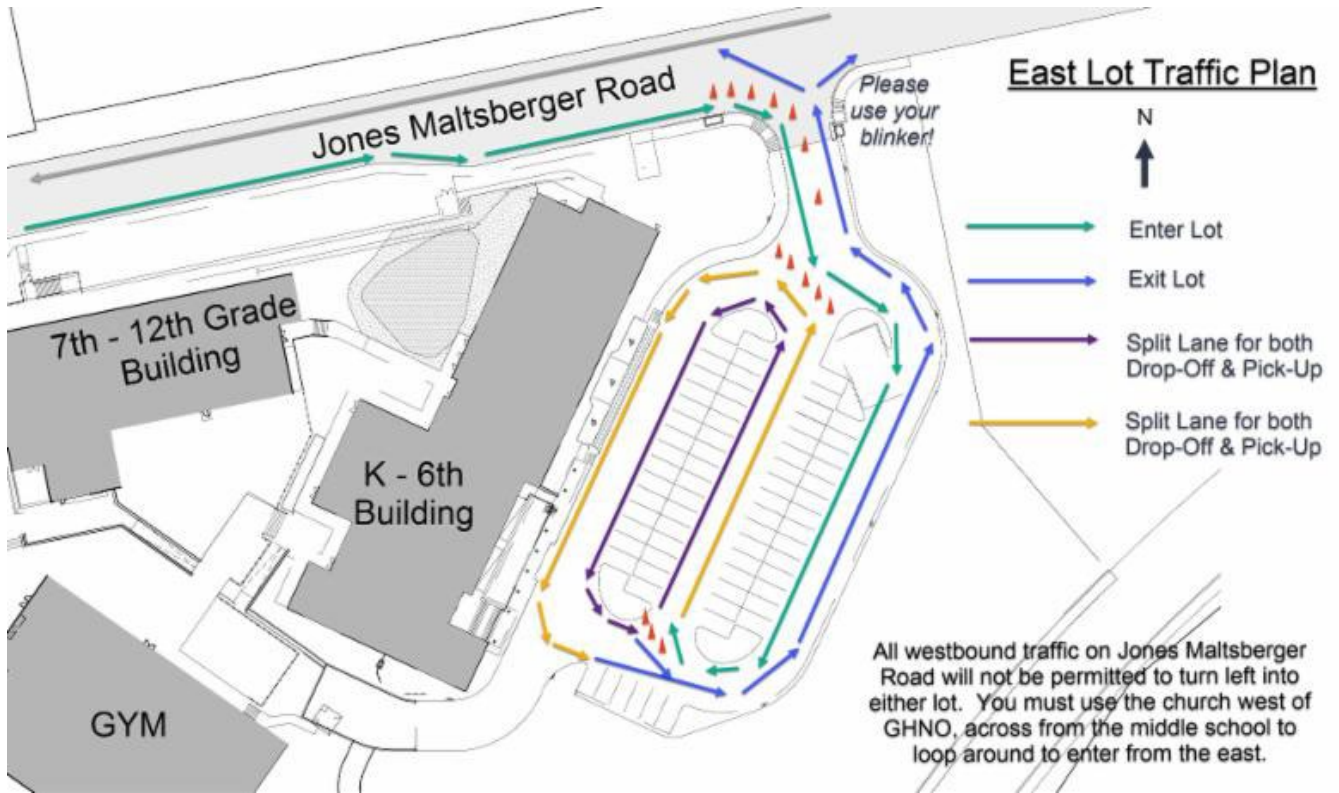 East Lot Traffic Plan
N
Enter Lot
Exit Lot
Split Lane for both
Drop-Off & Pick-Up
Split Lane for both
Drop-Off & Pick-Up
Jones Maltsberger Road
Please
use your
blinker!
7th - 12th Grade
Building
K - 6th
Building
GYM
All westbound traffic on Jones Maltsberger
Road will not be permitted to turn left into
either lot. You must use the church west of
GHNO, across from the middle school to
loop around to enter from the east.